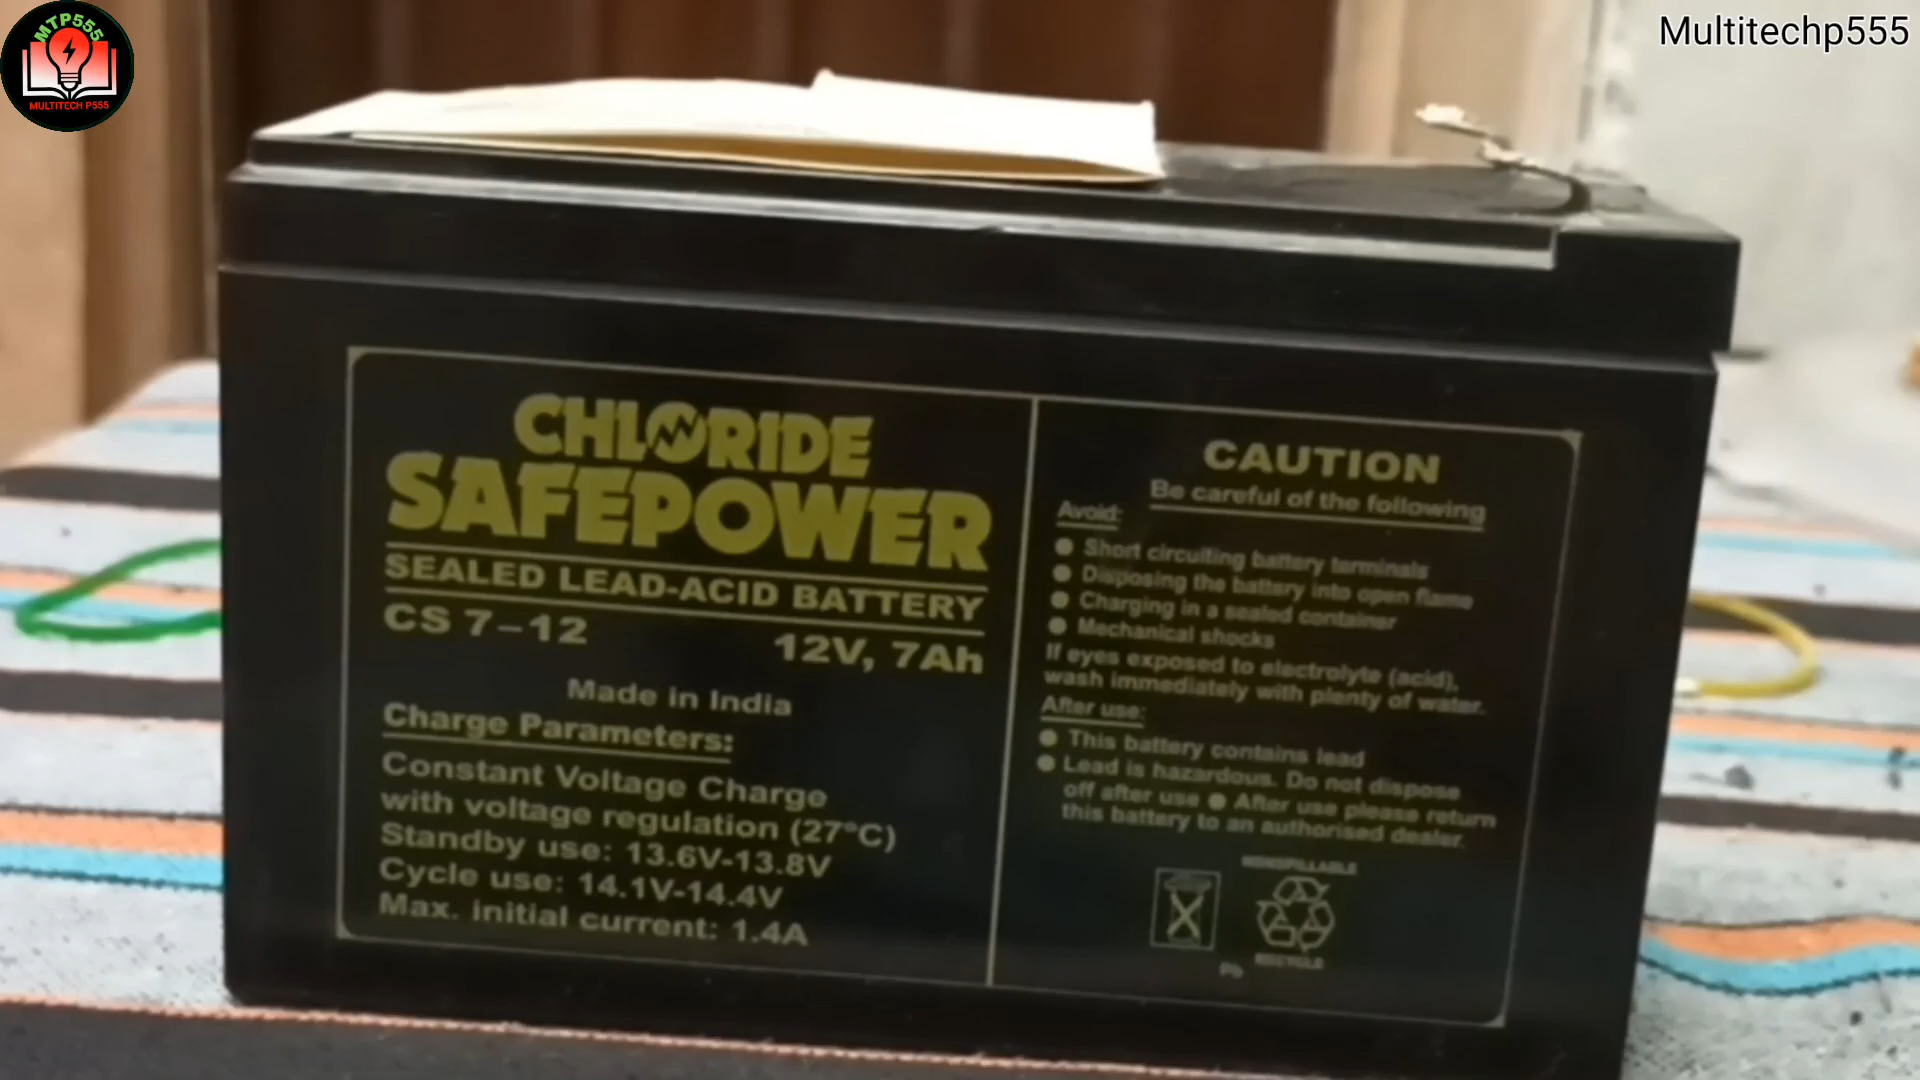 MTP555
MULTITECH P555
Multitechp555
CHLORIDE
SAFEPOWER
SEALED LEAD-ACID BATTERY
CS 7-12
12V, 7Ah
Made in India
Charge Parameters:
Constant Voltage Charge
with voltage regulation (27°C)
Standby use: 13.6V-13.8V
Cycle use: 14.1V-14.4V
Max. initial current: 1.4A
CAUTION
Be careful of the following
Avoid:
● Short circuiting battery terminals
● Disposing the battery into open flame
● Charging in a sealed container
● Mechanical shocks
If eyes exposed to electrolyte (acid),
wash immediately with plenty of water.
After use:
● This battery contains lead
● Lead is hazardous. Do not dispose
off after use ● After use please return
this battery to an authorised dealer.
NONSPILLABLE
RECYCLE
Pb